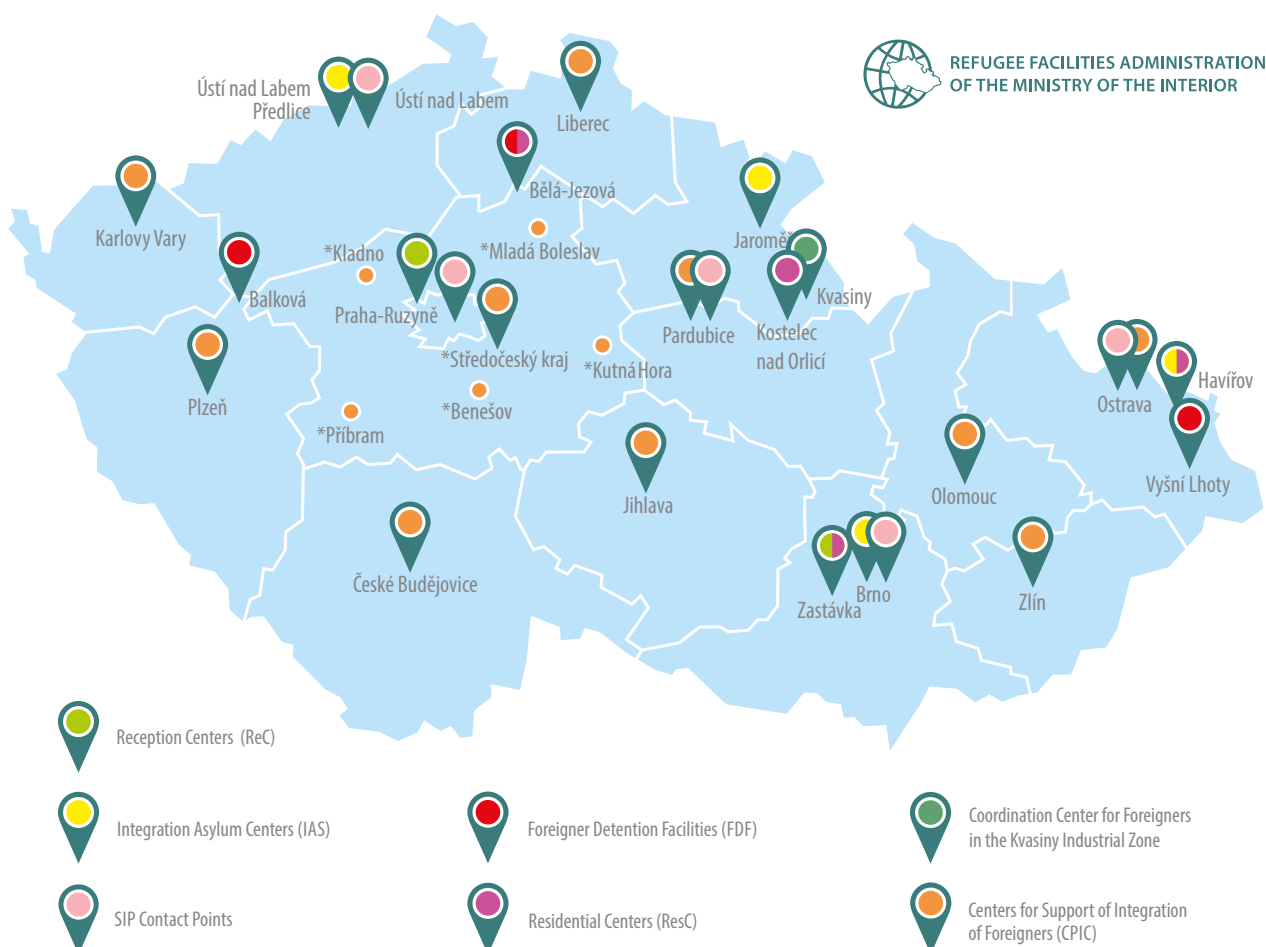 REFUGEE FACILITIES ADMINISTRATION
OF THE MINISTRY OF THE INTERIOR
Ústí nad Labem
Předlice
Ústí nad Labem
Liberec
Bělá-Jezová
Karlovy Vary
Jaroměř
*Mladá Boleslav
*Kladno
Balková
Praha-Ruzyně
Kvasiny
Pardubice
Kostelec
nad Orlicí
*Středočeský kraj
*Kutná Hora
Havířov
Ostrava
Plzeň
*Benešov
*Příbram
Vyšní Lhoty
Olomouc
Jihlava
České Budějovice
Zastávka
Brno
Zlín
Reception Centers (ReC)
Integration Asylum Centers (IAS)
Foreigner Detention Facilities (FDF)
Coordination Center for Foreigners
in the Kvasiny Industrial Zone
SIP Contact Points
Residential Centers (ResC)
Centers for Support of Integration
of Foreigners (CPIC)